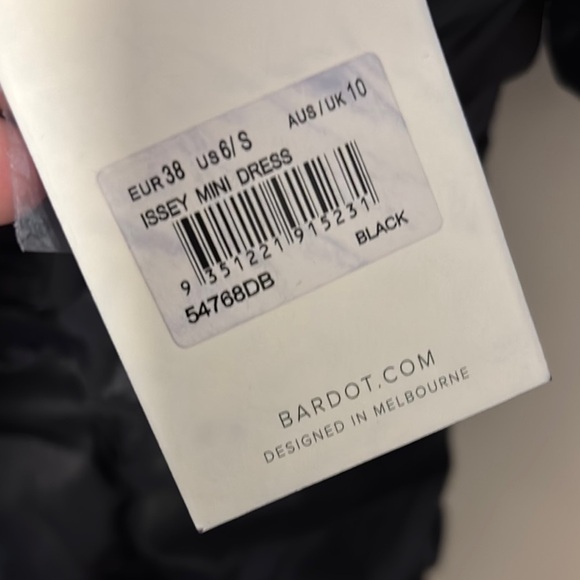 EUR 38 US 6/S AUS/UK 10
ISSEY MINI DRESS
9 351221 915231
54768DB BLACK
BARDOT.COM
DESIGNED IN MELBOURNE